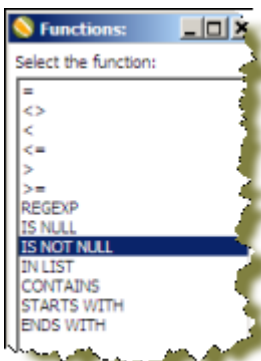 Functions:
Select the function:
=
<>
<
<=
>
>=
REGEXP
IS NULL
IS NOT NULL
IN LIST
CONTAINS
STARTS WITH
ENDS WITH